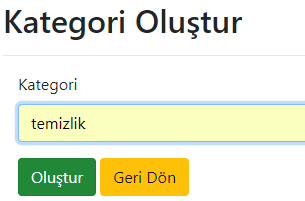 Kategori Oluştur
Kategori
temizlik
Oluştur Geri Dön